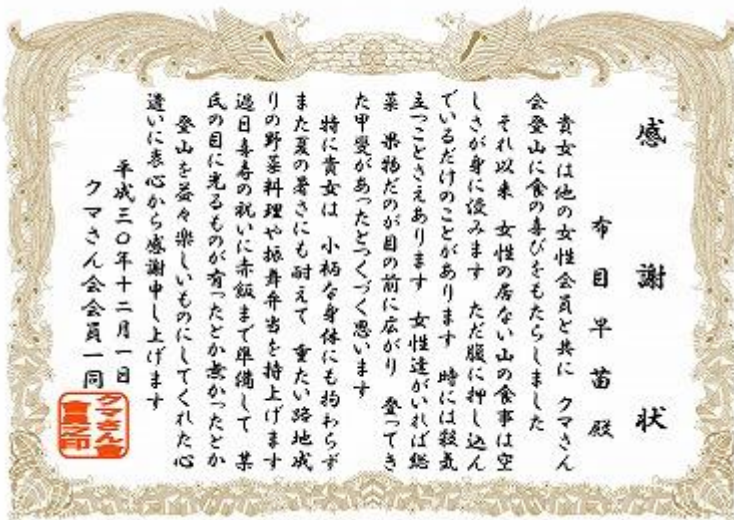 感謝状
布目早苗殿
貴女は他の女性会員と共に クマさん
会登山に食の喜びをもたらしました
それ以来 女性の居ない山の食事は空
しさが身に滲みます ただ腹に押し込ん
でいるだけのことがあります 時には殺気
立つことさえあります 女性達がいれば総
菜 果物だのが目の前に広がり 登ってき
た甲斐があったとつくづく思います
特に貴女は 小柄な身体にも拘わらず
また夏の暑さにも耐えて 重たい路地成
りの野菜料理や振舞弁当を持上げます
過日喜寿の祝いに赤飯まで準備して 某
氏の目に光るものが有ったとか無かったとか
登山を益々楽しいものにしてくれた心
遣いに衷心から感謝申し上げます
平成三〇年十二月一日
クマさん会会員一同
クマさん會
會員之印